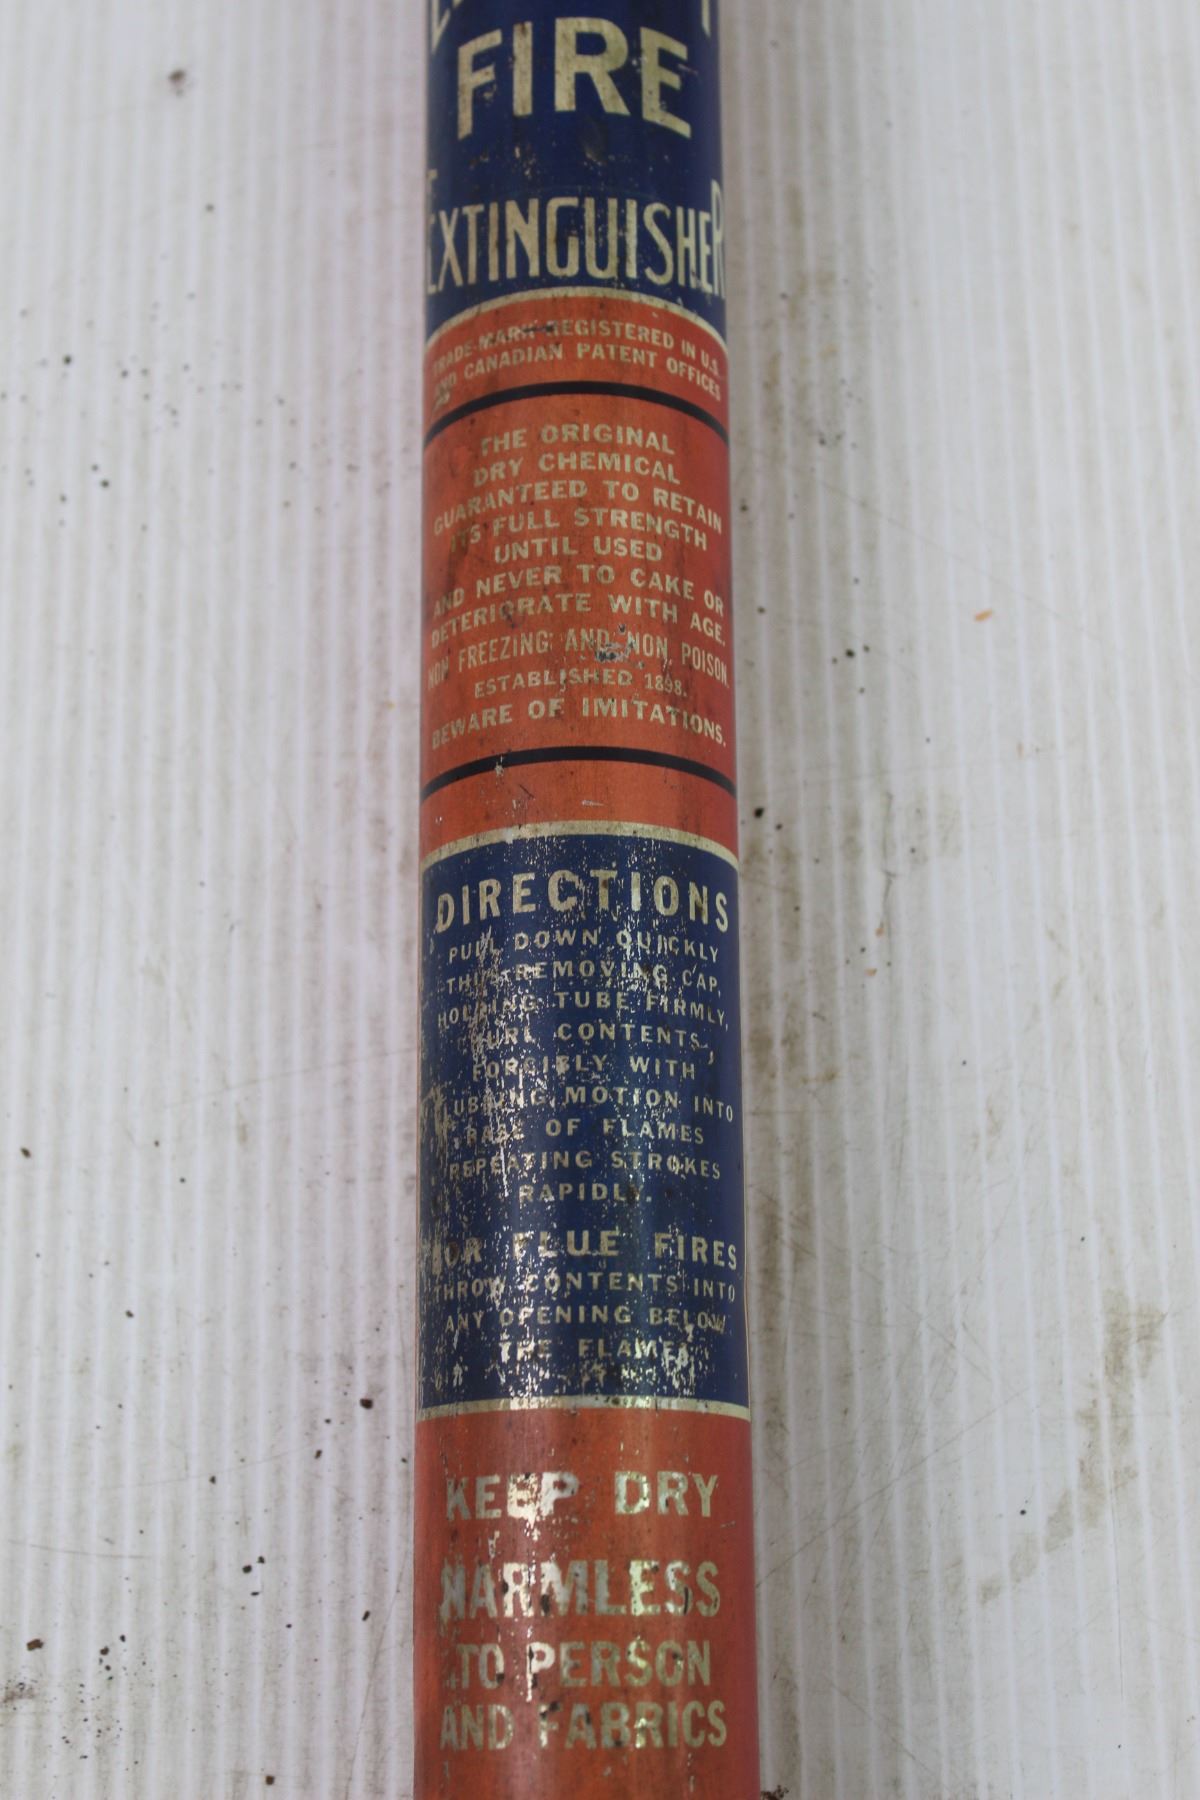 FIRE
EXTINGUISHER
TRADE-MARK REGISTERED IN U.S.
AND CANADIAN PATENT OFFICES
THE ORIGINAL
DRY CHEMICAL
GUARANTEED TO RETAIN
ITS FULL STRENGTH
UNTIL USED
AND NEVER TO CAKE OR
DETERIORATE WITH AGE.
NON FREEZING AND NON POISON.
ESTABLISHED 1898.
BEWARE OF IMITATIONS.
DIRECTIONS
PULL DOWN QUICKLY
THUS REMOVING CAP,
HOLDING TUBE FIRMLY,
HURL CONTENTS,
FORCIBLY WITH
CLUBBING MOTION INTO
BASE OF FLAMES
REPEATING STROKES
RAPIDLY.
FOR FLUE FIRES
THROW CONTENTS INTO
ANY OPENING BELOW
THE FLAMES
KEEP DRY
HARMLESS
TO PERSON
AND FABRICS